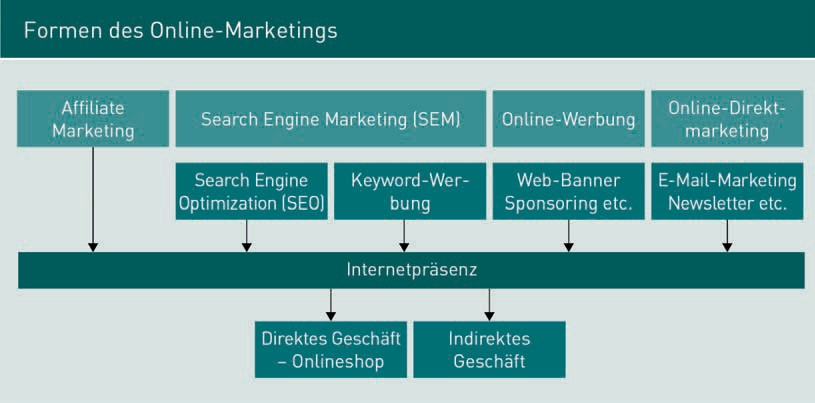 Formen des Online-Marketings
Affiliate
Marketing
Search Engine Marketing (SEM)
Online-Werbung
Online-Direkt-
marketing
Search Engine
Optimization (SEO)
Keyword-Wer-
bung
Web-Banner
Sponsoring etc.
E-Mail-Marketing
Newsletter etc.
Internetpräsenz
Direktes Geschäft
– Onlineshop
Indirektes
Geschäft